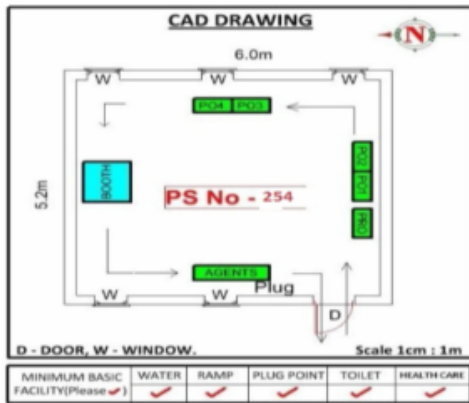 CAD DRAWING
N
6.0m
W W W
PO4 PO3
PO2
PO1
PRO
BOOTH
5.2m
PS No - 254
AGENTS
Plug
W W
D
D - DOOR, W - WINDOW.
Scale 1cm : 1m
MINIMUM BASIC FACILITY(Please ✓)
WATER
RAMP
PLUG POINT
TOILET
HEALTH CARE
✓ ✓ ✓ ✓ ✓